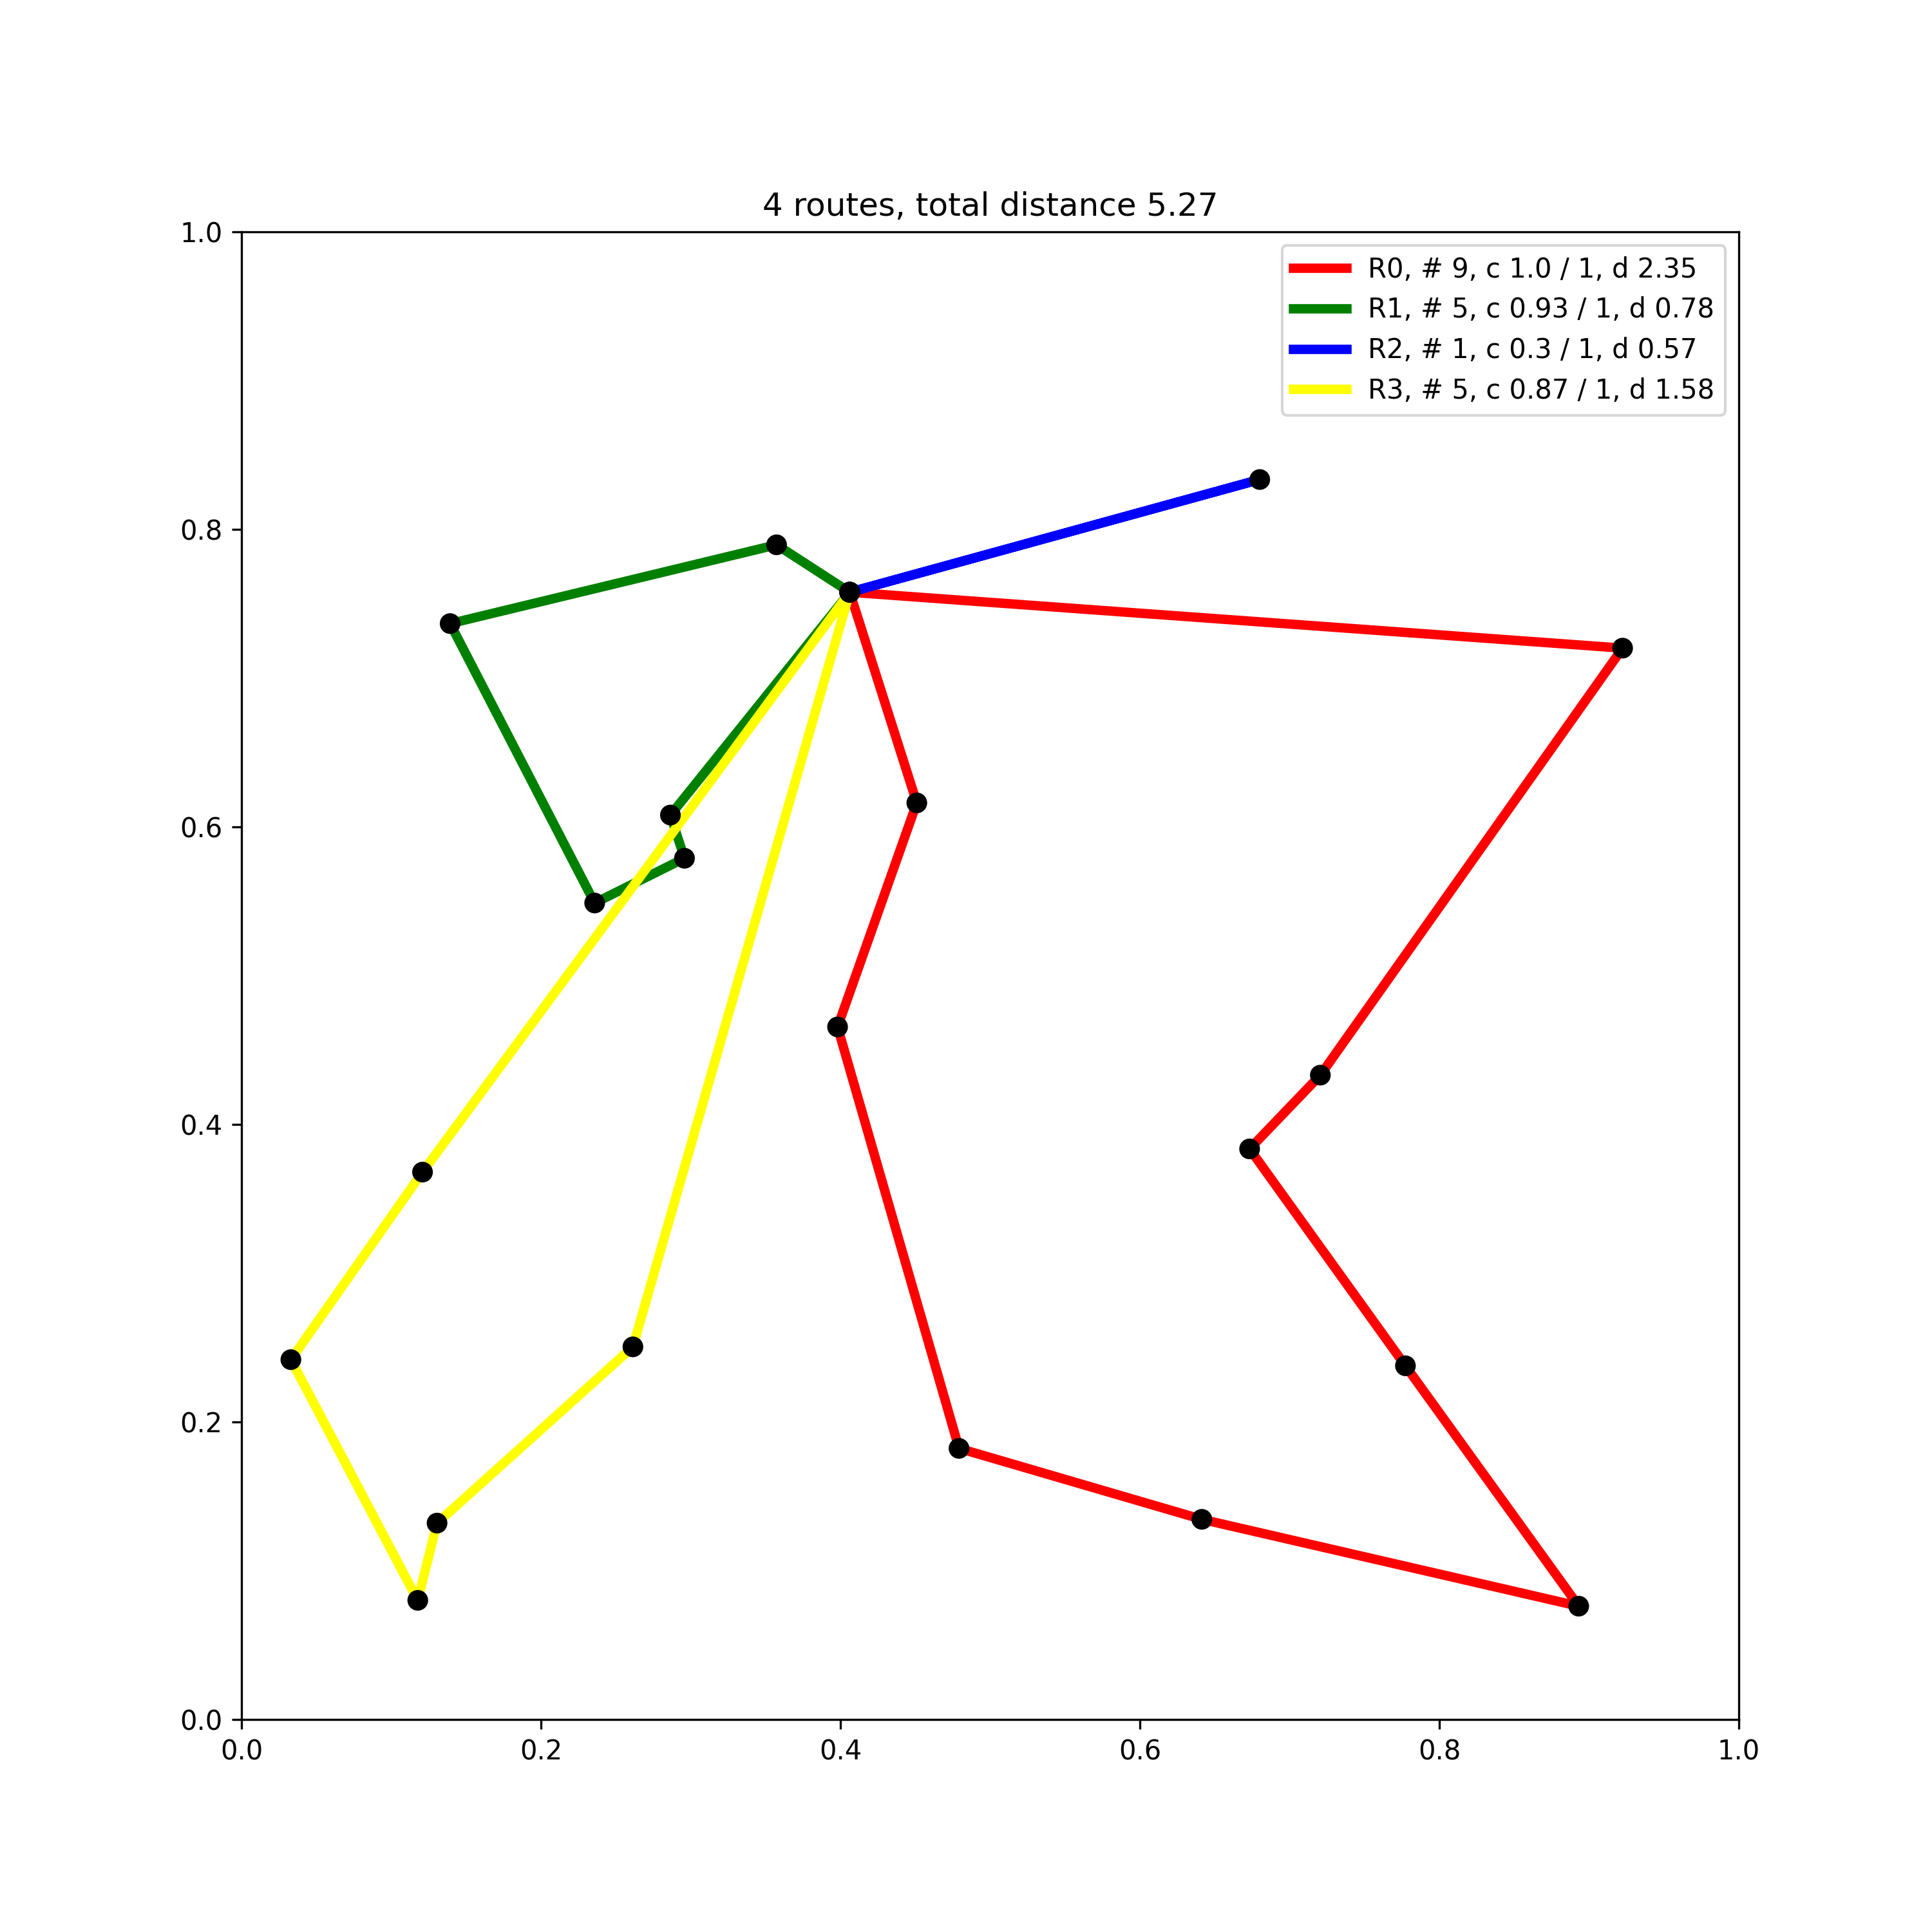 4 routes, total distance 5.27
R0, # 9, c 1.0 / 1, d 2.35
R1, # 5, c 0.93 / 1, d 0.78
R2, # 1, c 0.3 / 1, d 0.57
R3, # 5, c 0.87 / 1, d 1.58
1.0
0.8
0.6
0.4
0.2
0.0
0.0 0.2 0.4 0.6 0.8 1.0